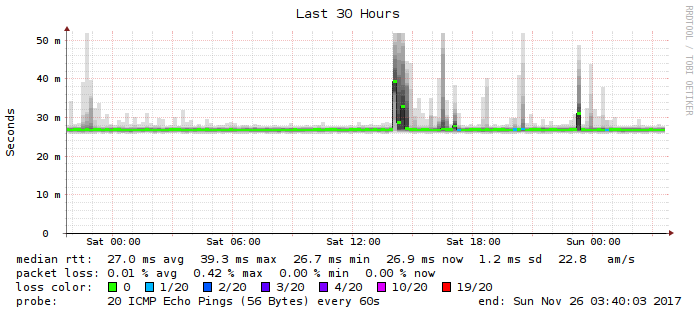 Last 30 Hours
RRDTOOL / TOBI OETIKER
Seconds
50 m
40 m
30 m
20 m
10 m
0
Sat 00:00 Sat 06:00 Sat 12:00 Sat 18:00 Sun 00:00
median rtt: 27.0 ms avg 39.3 ms max 26.7 ms min 26.9 ms now 1.2 ms sd 22.8 am/s
packet loss: 0.01 % avg 0.42 % max 0.00 % min 0.00 % now
loss color: 0 1/20 2/20 3/20 4/20 10/20 19/20
probe: 20 ICMP Echo Pings (56 Bytes) every 60s end: Sun Nov 26 03:40:03 2017